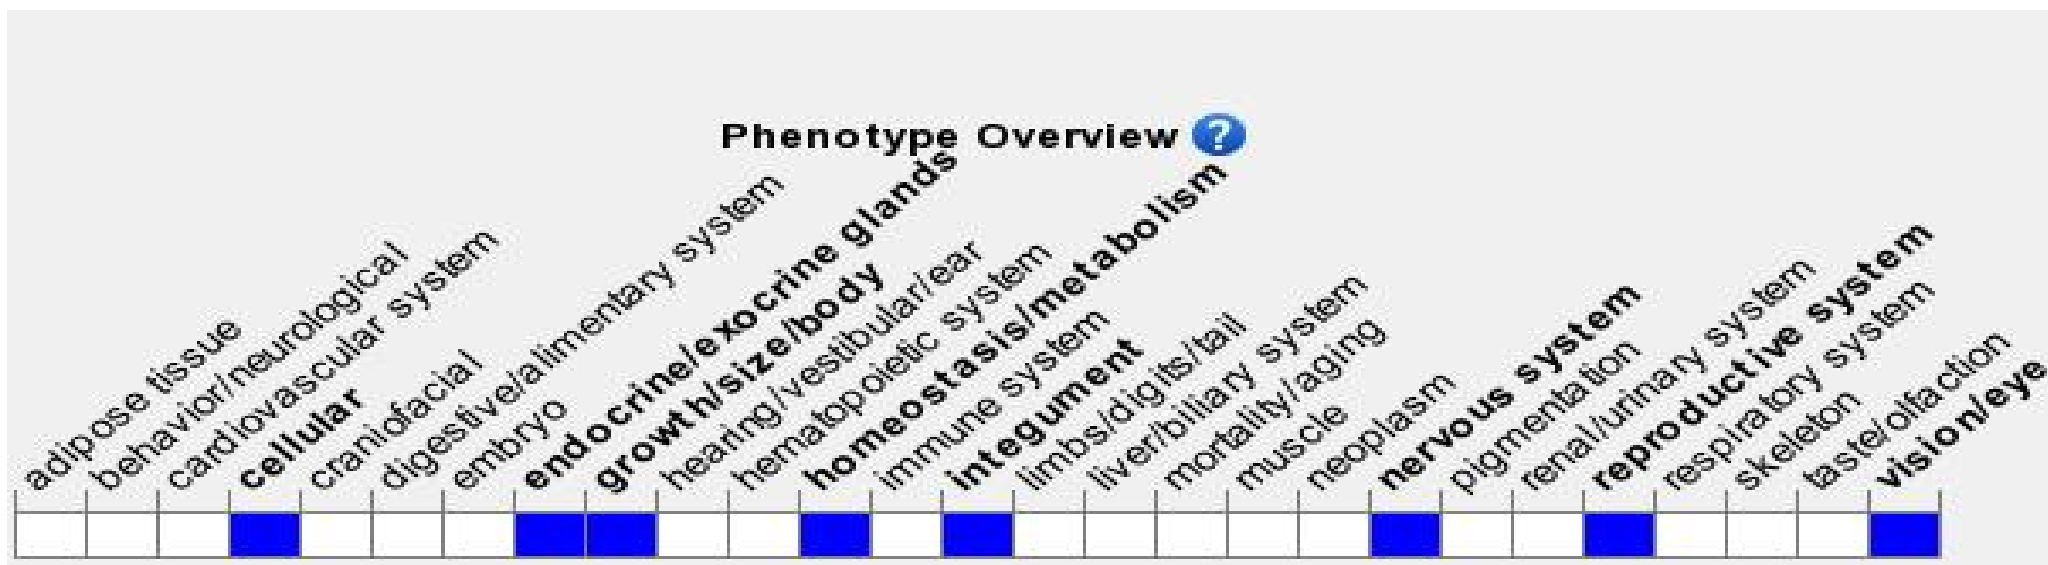 Phenotype Overview ?
adipose tissue
behavior/neurological
cardiovascular system
cellular
craniofacial
digestive/alimentary system
embryo
endocrine/exocrine glands
growth/size/body
hearing/vestibular/ear
hematopoietic system
homeostasis/metabolism
immune system
integument
limbs/digits/tail
liver/biliary system
mortality/aging
muscle
neoplasm
nervous system
pigmentation
renal/urinary system
reproductive system
respiratory system
skeleton
taste/olfaction
vision/eye